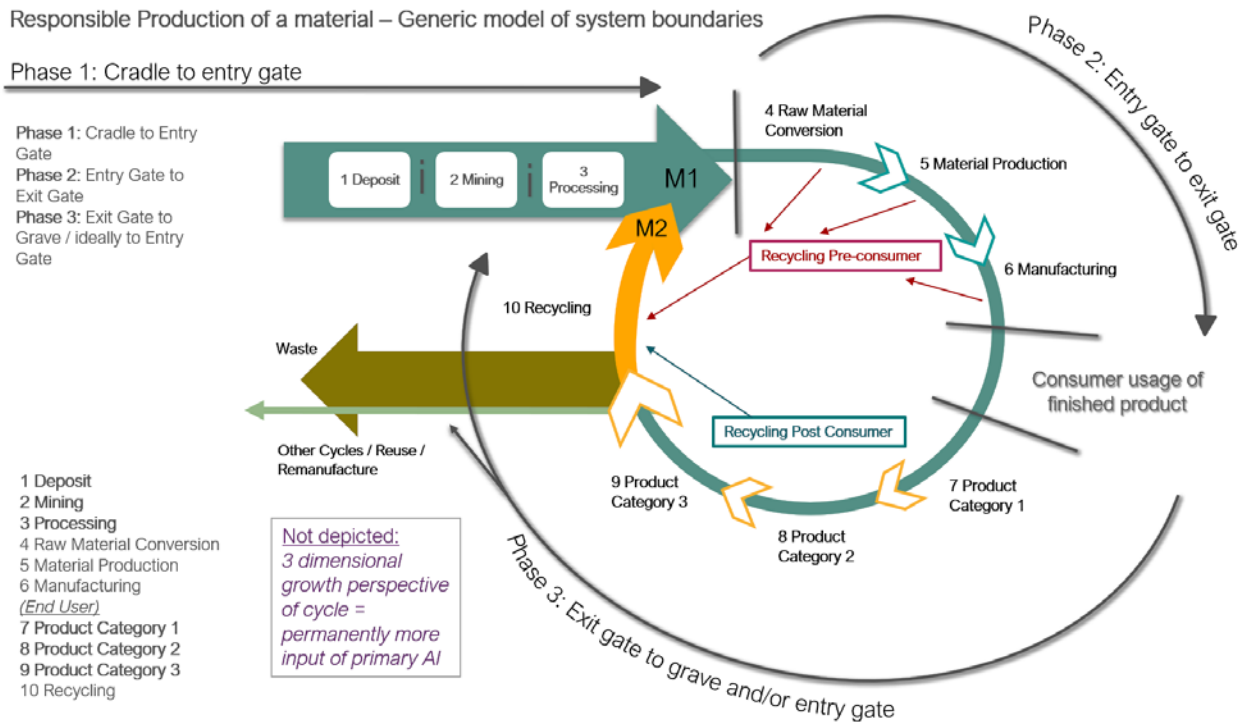 Responsible Production of a material – Generic model of system boundaries
Phase 1: Cradle to entry gate
Phase 2: Entry gate to exit gate
Phase 1: Cradle to Entry
Gate
Phase 2: Entry Gate to
Exit Gate
Phase 3: Exit Gate to
Grave / ideally to Entry
Gate
1 Deposit
i
2 Mining
i
3
Processing
M1
M2
4 Raw Material
Conversion
5 Material Production
Recycling Pre-consumer
6 Manufacturing
10 Recycling
Waste
Consumer usage of
finished product
Recycling Post Consumer
Other Cycles / Reuse /
Remanufacture
9 Product
Category 3
7 Product
Category 1
8 Product
Category 2
Phase 3: Exit gate to grave and/or entry gate
1 Deposit
2 Mining
3 Processing
4 Raw Material Conversion
5 Material Production
6 Manufacturing
(End User)
7 Product Category 1
8 Product Category 2
9 Product Category 3
10 Recycling
Not depicted:
3 dimensional
growth perspective
of cycle =
permanently more
input of primary Al